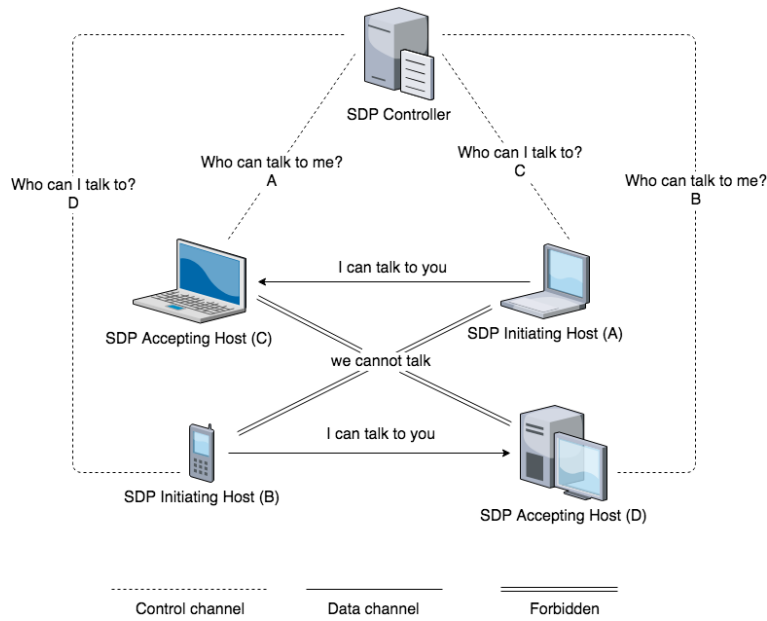 SDP Controller
Who can talk to me?
A
Who can I talk to?
C
Who can I talk to?
D
Who can talk to me?
B
I can talk to you
SDP Accepting Host (C)
SDP Initiating Host (A)
we cannot talk
I can talk to you
SDP Initiating Host (B)
SDP Accepting Host (D)
Control channel
Data channel
Forbidden